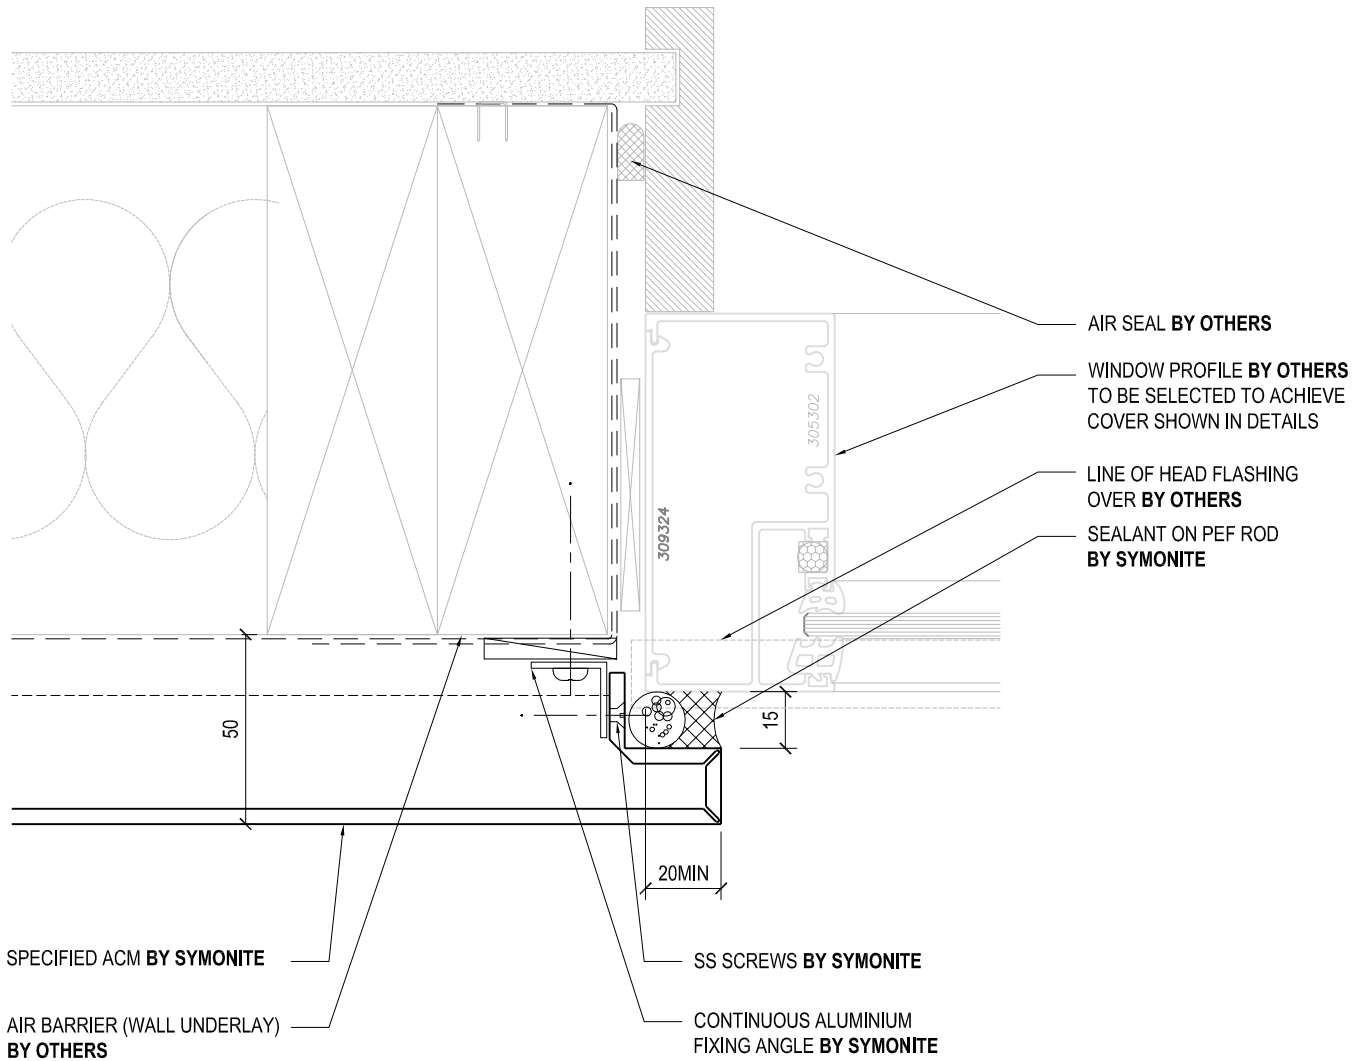 AIR SEAL BY OTHERS
WINDOW PROFILE BY OTHERS
TO BE SELECTED TO ACHIEVE
COVER SHOWN IN DETAILS
305302
LINE OF HEAD FLASHING
OVER BY OTHERS
309324
SEALANT ON PEF ROD
BY SYMONITE
50
15
20MIN
SPECIFIED ACM BY SYMONITE
SS SCREWS BY SYMONITE
AIR BARRIER (WALL UNDERLAY)
BY OTHERS
CONTINUOUS ALUMINIUM
FIXING ANGLE BY SYMONITE